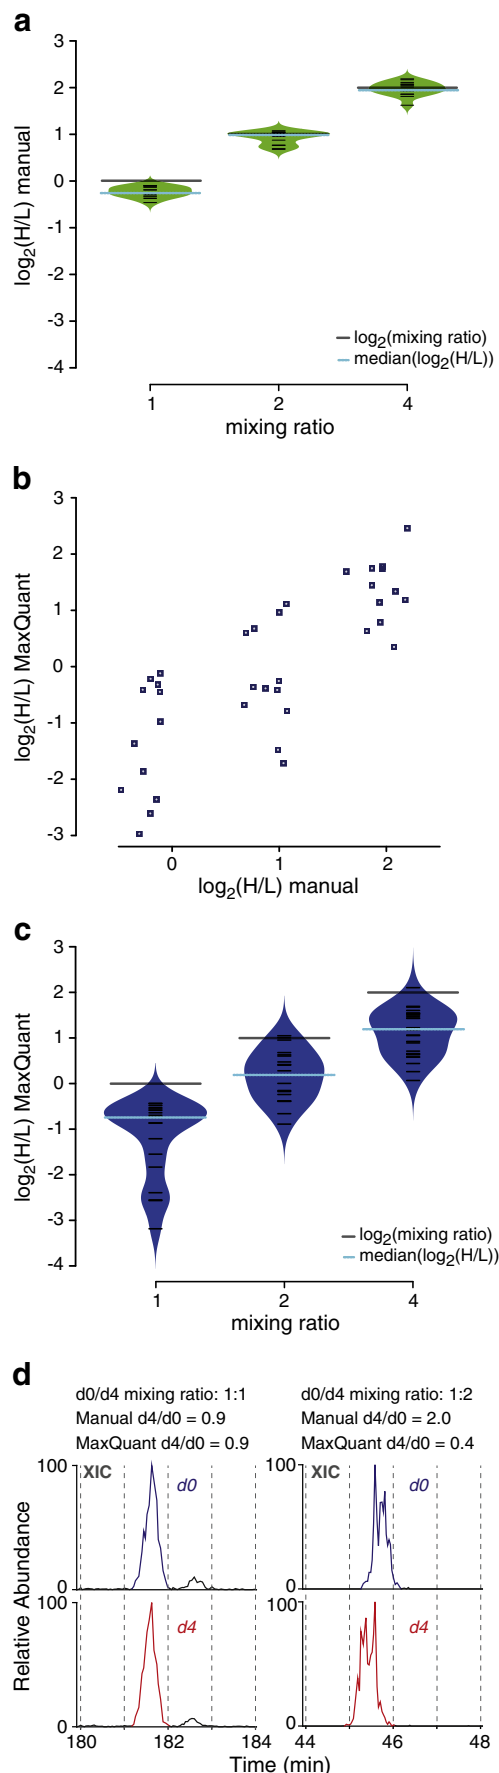 a
3
2
1
0
-1
-2
-3
-4
log2(H/L) manual
log2(mixing ratio)
median(log2(H/L))
1 2 4
mixing ratio
b
3
2
1
0
-1
-2
-3
log2(H/L) MaxQuant
0 1 2
log2(H/L) manual
c
3
2
1
0
-1
-2
-3
-4
log2(H/L) MaxQuant
log2(mixing ratio)
median(log2(H/L))
1 2 4
mixing ratio
d
d0/d4 mixing ratio: 1:1
Manual d4/d0 = 0.9
MaxQuant d4/d0 = 0.9
d0/d4 mixing ratio: 1:2
Manual d4/d0 = 2.0
MaxQuant d4/d0 = 0.4
Relative Abundance
100 XIC d0
0
100 d4
0
180 182 184
100 XIC d0
0
100 d4
0
44 46 48
Time (min)